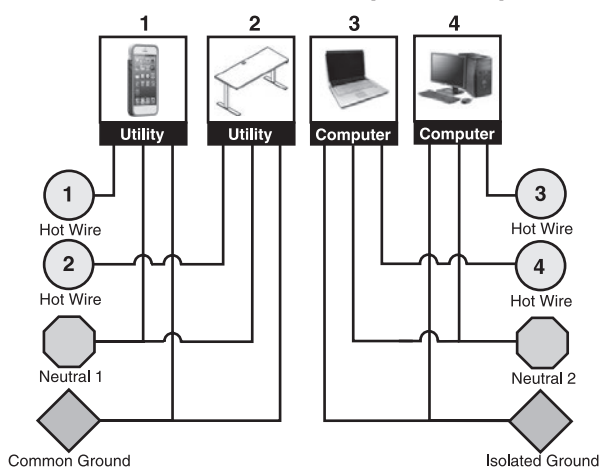 1 2 3 4
Utility Utility Computer Computer
1 3
Hot Wire Hot Wire
2 4
Hot Wire Hot Wire
Neutral 1 Neutral 2
Common Ground Isolated Ground